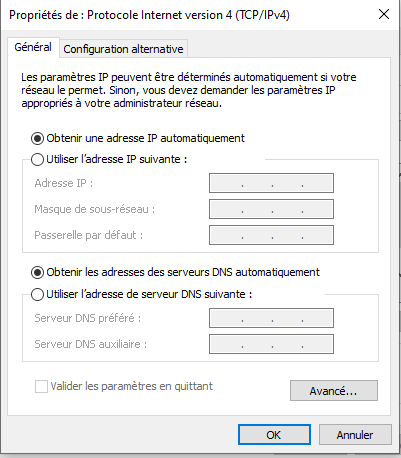 Propriétés de : Protocole Internet version 4 (TCP/IPv4)
Général
Configuration alternative
Les paramètres IP peuvent être déterminés automatiquement si votre
réseau le permet. Sinon, vous devez demander les paramètres IP
appropriés à votre administrateur réseau.
Obtenir une adresse IP automatiquement
Utiliser l’adresse IP suivante :
Adresse IP :
Masque de sous-réseau :
Passerelle par défaut :
Obtenir les adresses des serveurs DNS automatiquement
Utiliser l’adresse de serveur DNS suivante :
Serveur DNS préféré :
Serveur DNS auxiliaire :
Valider les paramètres en quittant
Avancé...
OK
Annuler